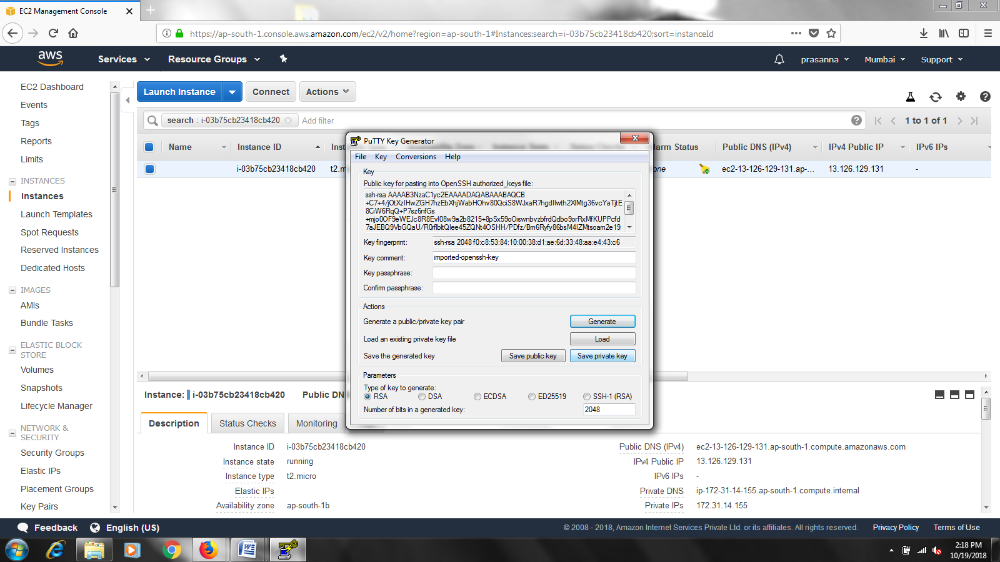 EC2 Management Console
https://ap-south-1.console.aws.amazon.com/ec2/v2/home?region=ap-south-1#Instances:search=i-03b75cb23418cb420;sort=instanceId
aws
Services
Resource Groups
prasanna
Mumbai
Support
EC2 Dashboard
Events
Tags
Reports
Limits
INSTANCES
Instances
Launch Templates
Spot Requests
Reserved Instances
Dedicated Hosts
IMAGES
AMIs
Bundle Tasks
ELASTIC BLOCK
STORE
Volumes
Snapshots
Lifecycle Manager
NETWORK &
SECURITY
Security Groups
Elastic IPs
Placement Groups
Key Pairs
Launch Instance
Connect
Actions
search : i-03b75cb23418cb420
Add filter
1 to 1 of 1
Name
Instance ID
Inst
larm Status
Public DNS (IPv4)
IPv4 Public IP
IPv6 IPs
i-03b75cb23418cb420
t2.m
one
ec2-13-126-129-131.ap-...
13.126.129.131
-
PuTTY Key Generator
File Key Conversions Help
Key
Public key for pasting into OpenSSH authorized_keys file:
ssh-rsa AAAAB3NzaC1yc2EAAAADAQABAAABAQCB
Key fingerprint:
ssh-rsa 2048 f0:c8:53:84:10:00:38:d1:ae:6d:33:48:aa:e4:43:c6
Key comment:
imported-openssh-key
Key passphrase:
Confirm passphrase:
Actions
Generate a public/private key pair
Generate
Load an existing private key file
Load
Save the generated key
Save public key
Save private key
Parameters
Type of key to generate:
RSA
DSA
ECDSA
ED25519
SSH-1 (RSA)
Number of bits in a generated key:
2048
Instance: i-03b75cb23418cb420
Public DN
Description
Status Checks
Monitoring
Instance ID
i-03b75cb23418cb420
Public DNS (IPv4)
ec2-13-126-129-131.ap-south-1.compute.amazonaws.com
Instance state
running
IPv4 Public IP
13.126.129.131
Instance type
t2.micro
IPv6 IPs
-
Elastic IPs
Private DNS
ip-172-31-14-155.ap-south-1.compute.internal
Availability zone
ap-south-1b
Private IPs
172.31.14.155
Feedback
English (US)
© 2008 - 2018, Amazon Internet Services Private Ltd. or its affiliates. All rights reserved.
Privacy Policy
Terms of Use
2:18 PM
10/19/2018